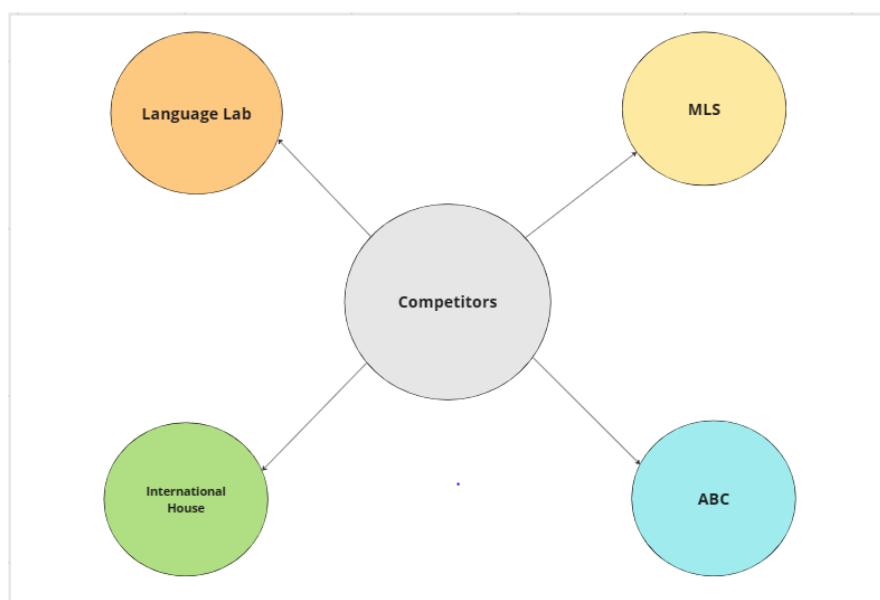 Language Lab
MLS
Competitors
International
House
ABC